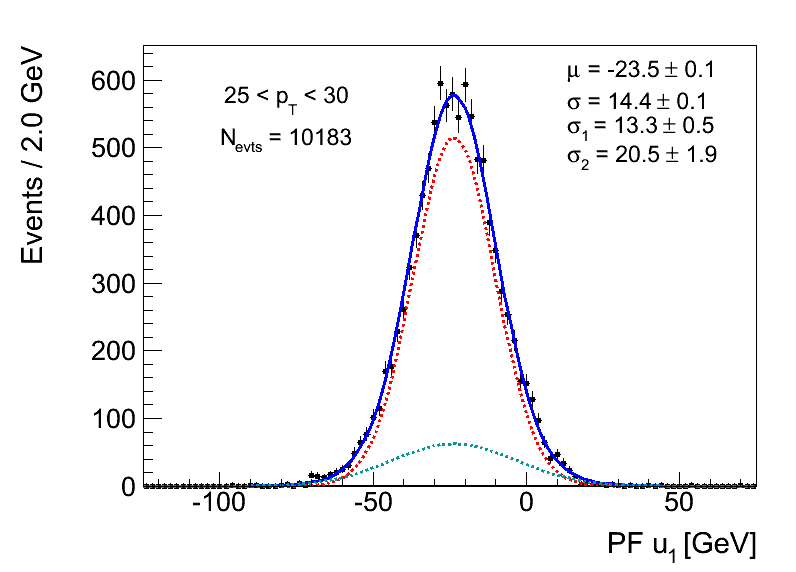 Events / 2.0 GeV
600
500
400
300
200
100
0
25 < p_T < 30
N_evts = 10183
μ = -23.5 ± 0.1
σ = 14.4 ± 0.1
σ_1 = 13.3 ± 0.5
σ_2 = 20.5 ± 1.9
-100 -50 0 50
PF u_1 [GeV]